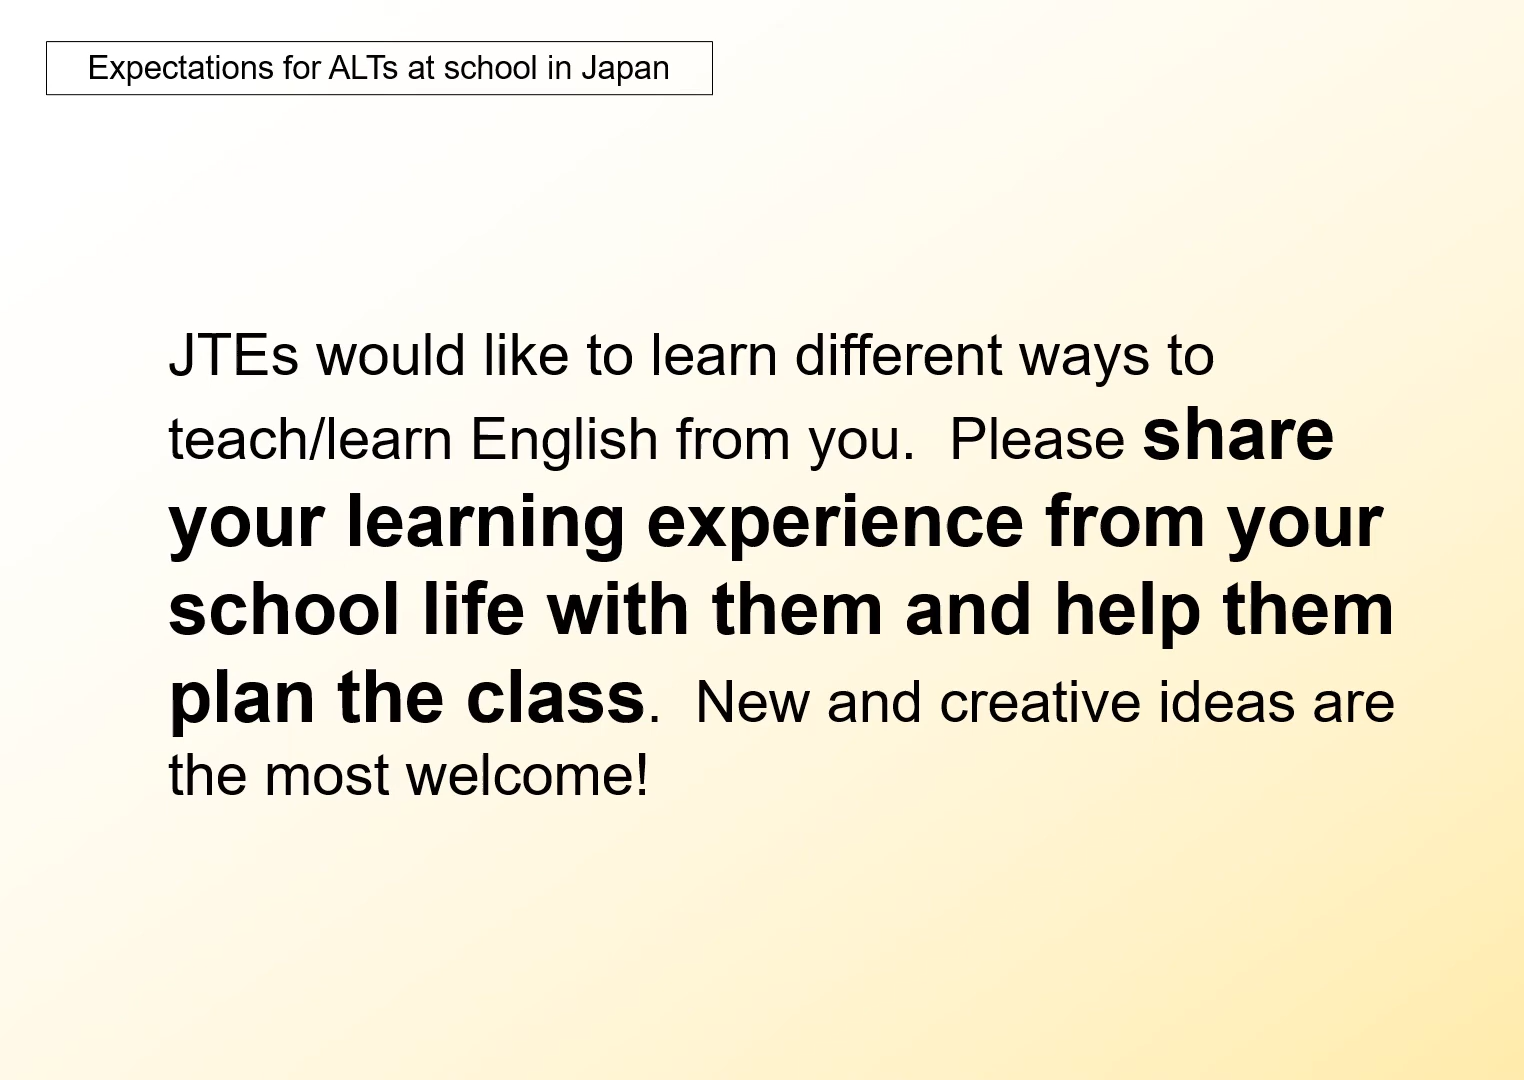 Expectations for ALTs at school in Japan
JTEs would like to learn different ways to
teach/learn English from you.  Please share
your learning experience from your
school life with them and help them
plan the class.  New and creative ideas are
the most welcome!